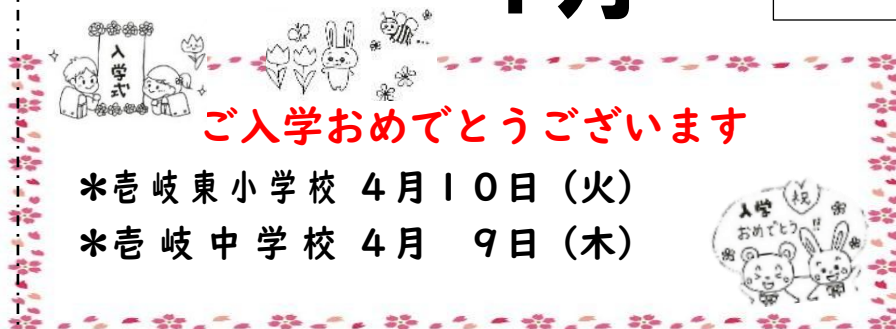 月
入学式
ご入学おめでとうございます
＊壱岐東小学校 4月10日（火）
＊壱岐中学校 4月 9日（木）
入学
祝
おめでとう!!